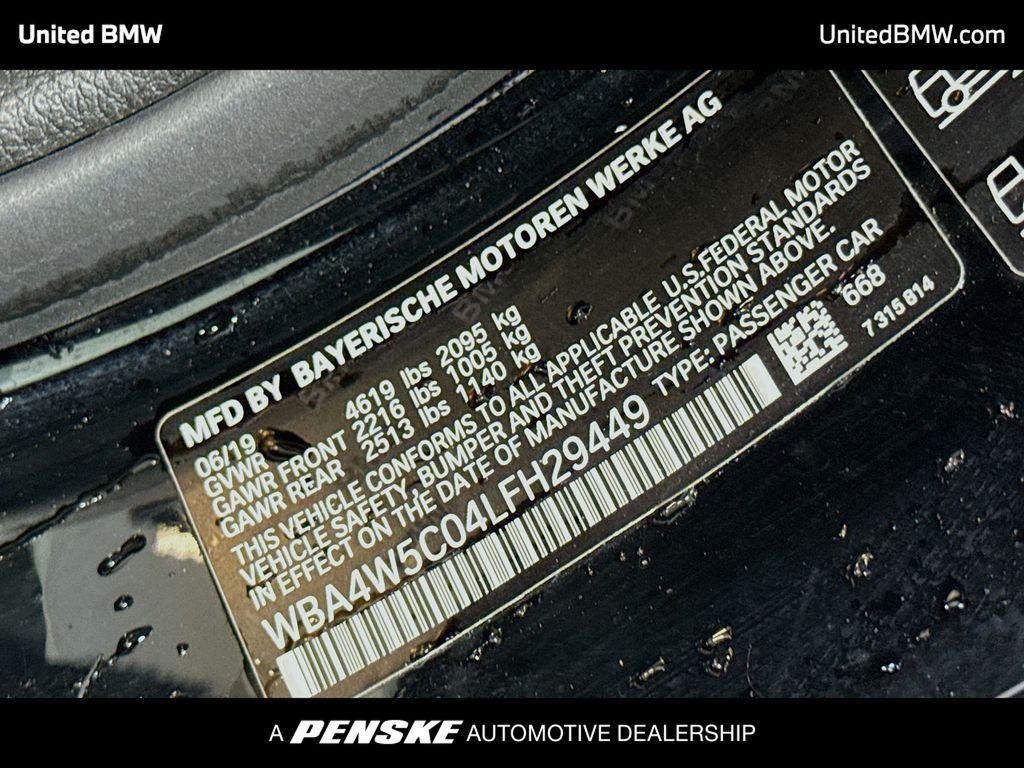 United BMW
UnitedBMW.com
MFD BY BAYERISCHE MOTOREN WERKE AG
06/19
GVWR 4619 lbs 2095 kg
GAWR FRONT 2216 lbs 1005 kg
GAWR REAR 2513 lbs 1140 kg
THIS VEHICLE CONFORMS TO ALL APPLICABLE U.S.FEDERAL MOTOR
VEHICLE SAFETY, BUMPER AND THEFT PREVENTION STANDARDS
IN EFFECT ON THE DATE OF MANUFACTURE SHOWN ABOVE.
WBA4W5C04LFH29449 TYPE: PASSENGER CAR
668
7 315 814
A PENSKE AUTOMOTIVE DEALERSHIP